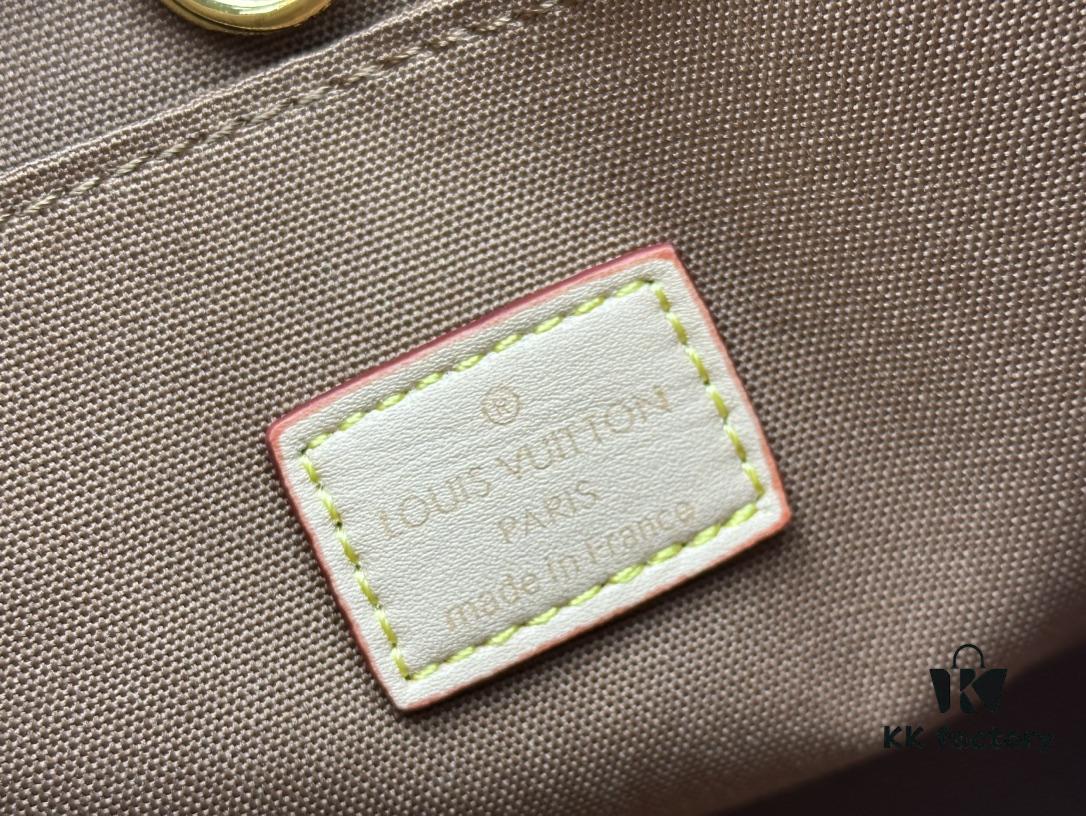 ®
LOUIS VUITTON
PARIS
made in France
KK Factory